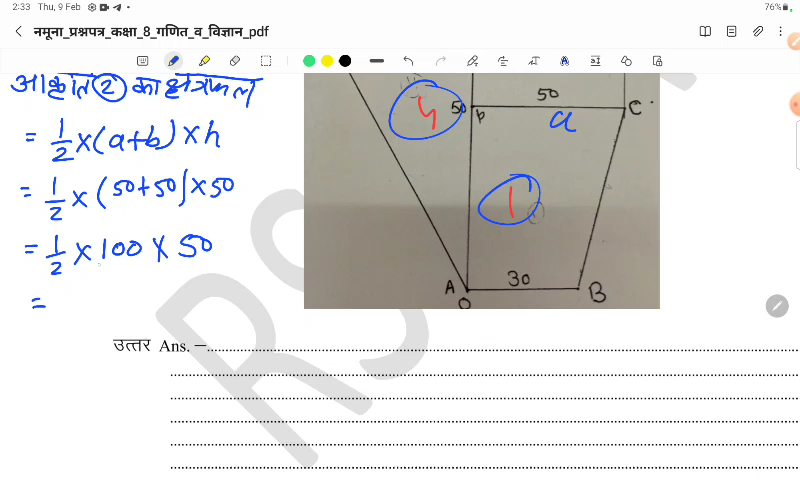 2:33 Thu, 9 Feb
76%
नमूना_प्रश्नपत्र_कक्षा_8_गणित_व_विज्ञान_pdf
आकृति ② का क्षेत्रफल
= 1/2 × (a+b) × h
= 1/2 × (50+50) × 50
= 1/2 × 100 × 50
=
50
50 p C
a
4
1
30
A B
O
उत्तर Ans. –
RS